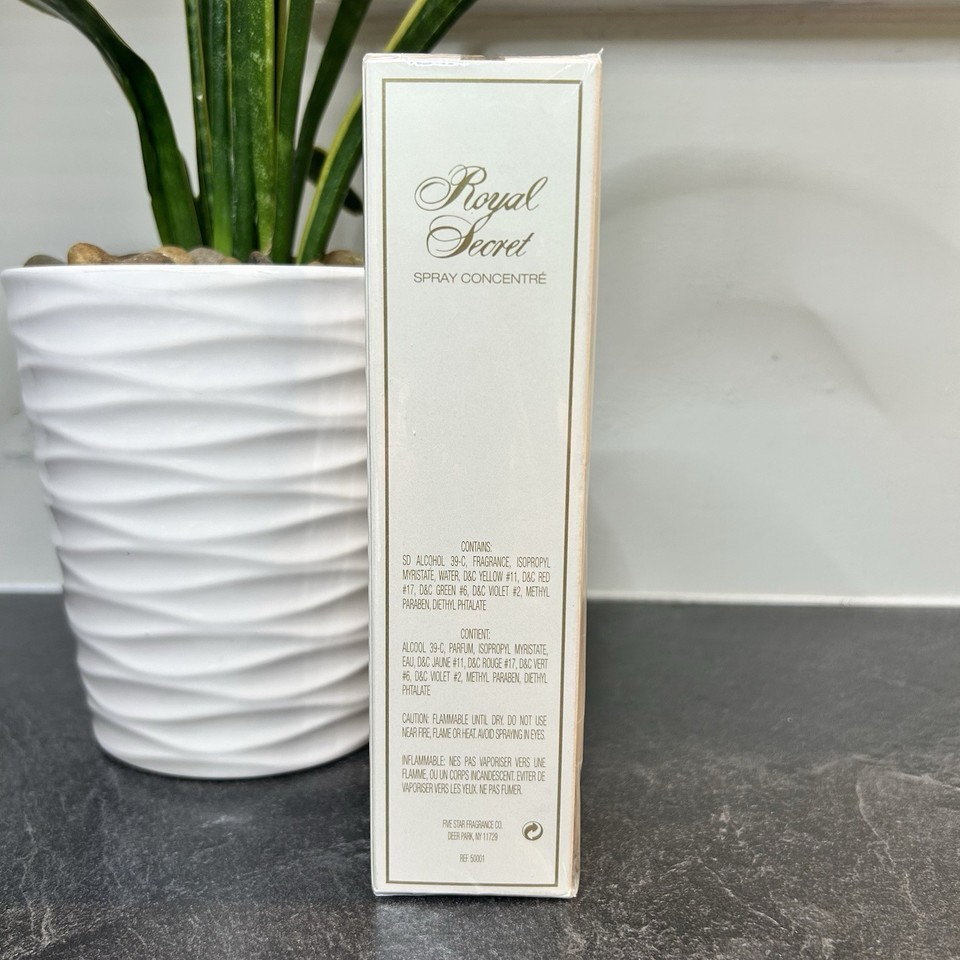 Royal
Secret
SPRAY CONCENTRÉ
CONTAINS:
SD ALCOHOL 39-C, FRAGRANCE, ISOPROPYL
MYRISTATE, WATER, D&C YELLOW #11, D&C RED
#17, D&C GREEN #6, D&C VIOLET #2, METHYL
PARABEN, DIETHYL PHTALATE
CONTIENT:
ALCOOL 39-C, PARFUM, ISOPROPYL MYRISTATE,
EAU, D&C JAUNE #11, D&C ROUGE #17, D&C VERT
#6, D&C VIOLET #2, METHYL PARABEN, DIETHYL
PHTALATE
CAUTION: FLAMMABLE UNTIL DRY. DO NOT USE
NEAR FIRE, FLAME OR HEAT. AVOID SPRAYING IN EYES.
INFLAMMABLE: NES PAS VAPORISER VERS UNE
FLAMME, OU UN CORPS INCANDESCENT. EVITER DE
VAPORISER VERS LES YEUX. NE PAS FUMER.
FIVE STAR FRAGRANCE CO.
DEER PARK, NY 11729
REF. 50001